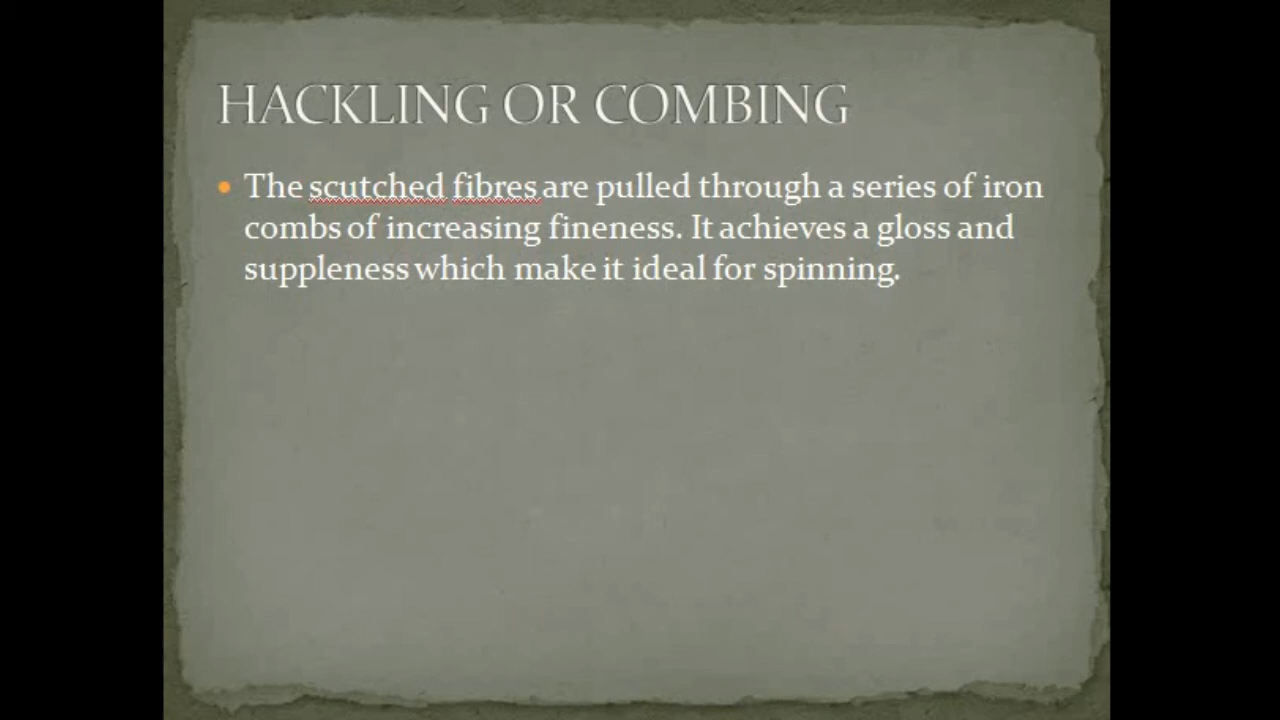 HACKLING OR COMBING
The scutched fibres are pulled through a series of iron
combs of increasing fineness. It achieves a gloss and
suppleness which make it ideal for spinning.